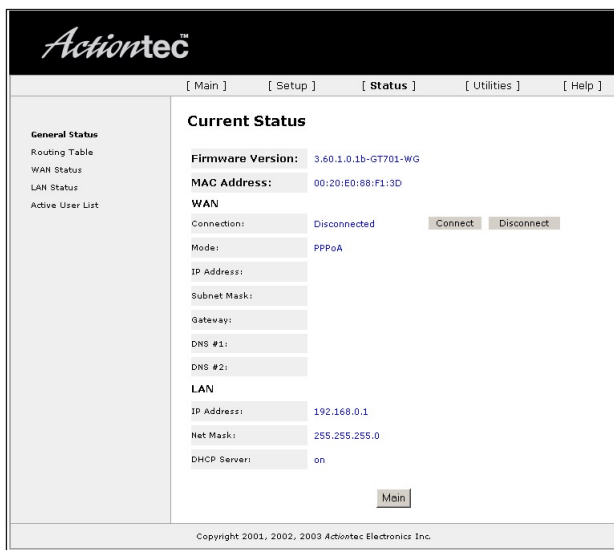 Actiontec
[ Main ] [ Setup ] [ Status ] [ Utilities ] [ Help ]
General Status
Routing Table
WAN Status
LAN Status
Active User List
Current Status
Firmware Version: 3.60.1.0.1b-GT701-WG
MAC Address: 00:20:E0:88:F1:3D
WAN
Connection: Disconnected Connect Disconnect
Mode: PPPoA
IP Address:
Subnet Mask:
Gateway:
DNS #1:
DNS #2:
LAN
IP Address: 192.168.0.1
Net Mask: 255.255.255.0
DHCP Server: on
Main
Copyright 2001, 2002, 2003 Actiontec Electronics Inc.